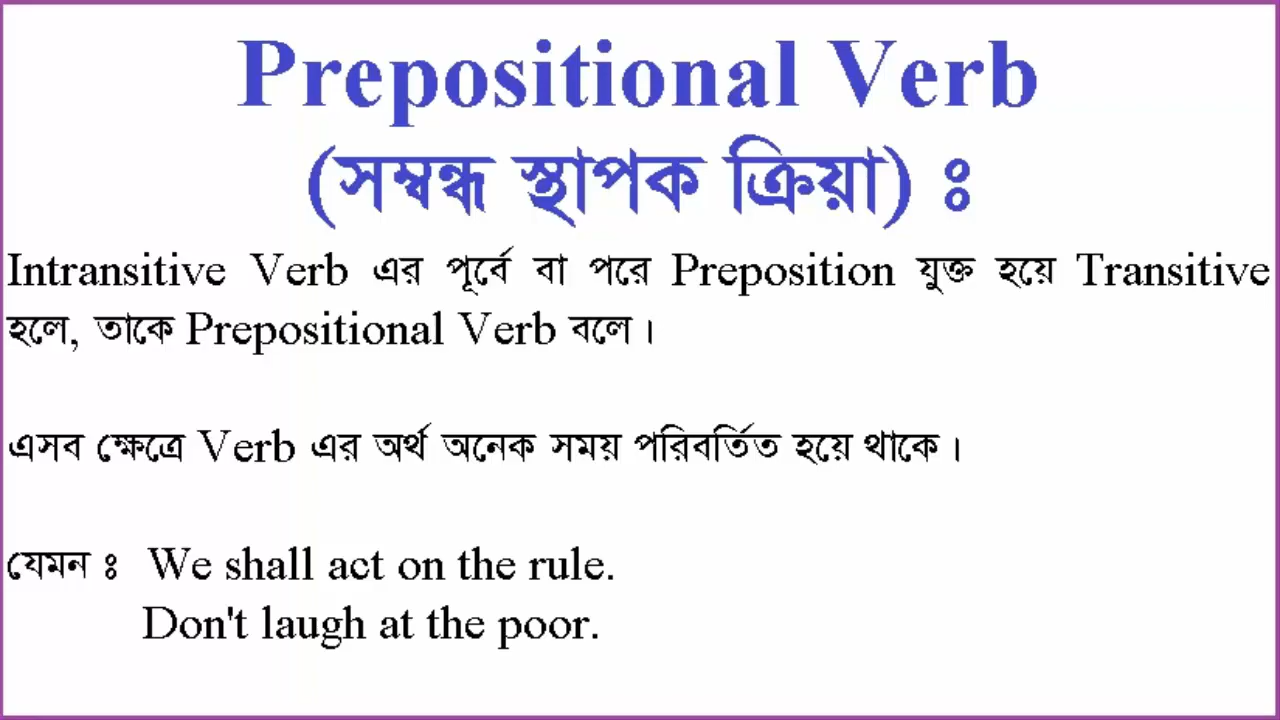 Prepositional Verb
(সম্বন্ধ স্থাপক ক্রিয়া) ঃ
Intransitive Verb এর পূর্বে বা পরে Preposition যুক্ত হয়ে Transitive
হলে, তাকে Prepositional Verb বলে।
এসব ক্ষেত্রে Verb এর অর্থ অনেক সময় পরিবর্তিত হয়ে থাকে।
যেমন ঃ We shall act on the rule.
Don't laugh at the poor.